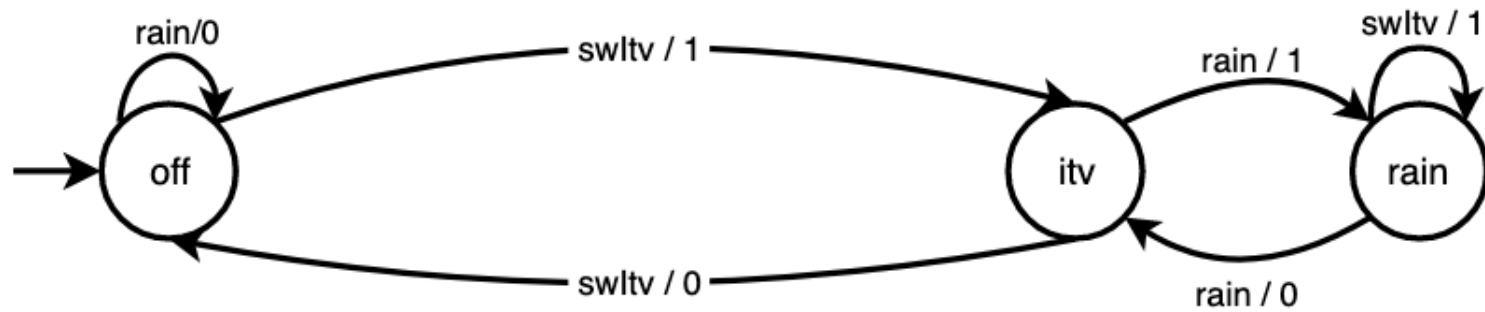 rain/0
swItv / 1
rain / 1
swItv / 1
off
itv
rain
swItv / 0
rain / 0